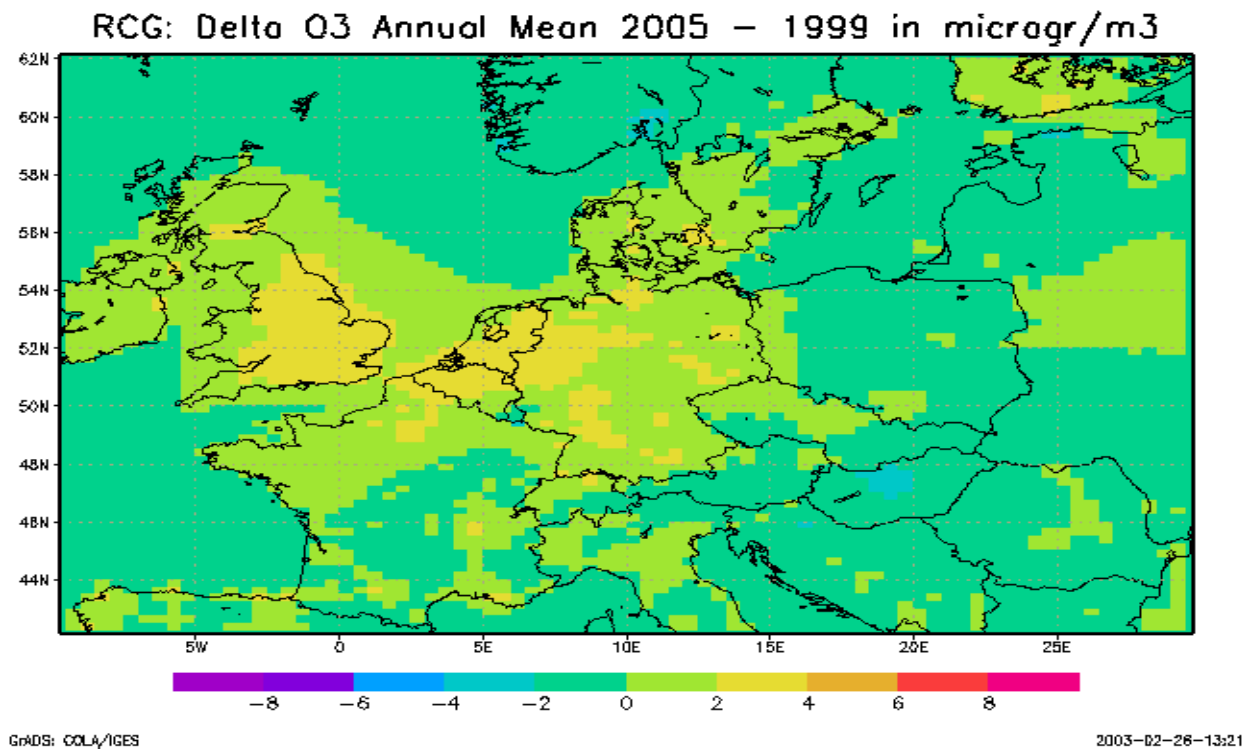 RCG: Delta O3 Annual Mean 2005 - 1999 in microgr/m3
62N
60N
58N
56N
54N
52N
50N
48N
46N
44N
5W 0 5E 10E 15E 20E 25E
-8 -6 -4 -2 0 2 4 6 8
GrADS: COLA/IGES 2003-02-26-13:21